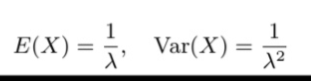 E(X) = 1/λ, Var(X) = 1/λ²